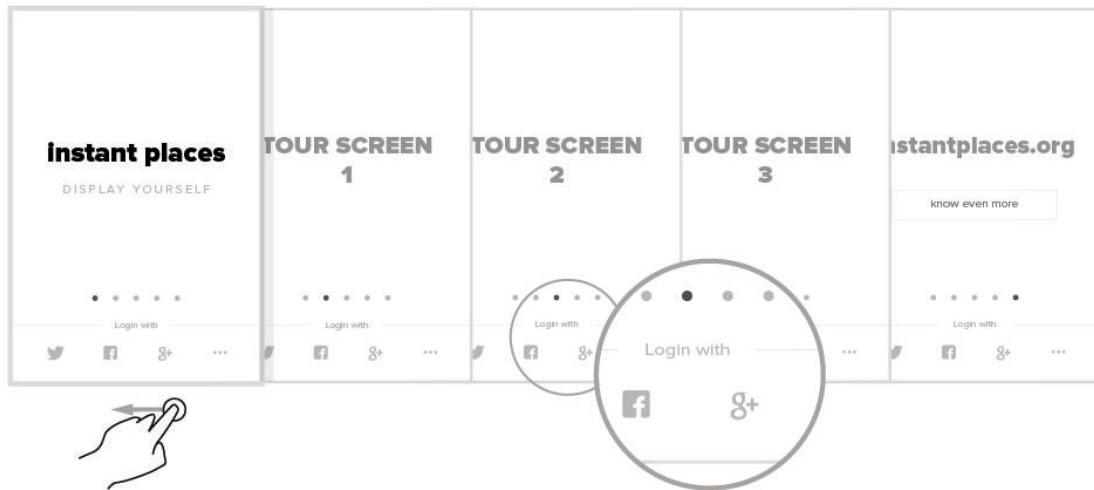 instant places
DISPLAY YOURSELF
Login with
g+
TOUR SCREEN
1
Login with
g+
TOUR SCREEN
2
Login with
g+
TOUR SCREEN
3
Login with
g+
nstantplaces.org
know even more
Login with
g+